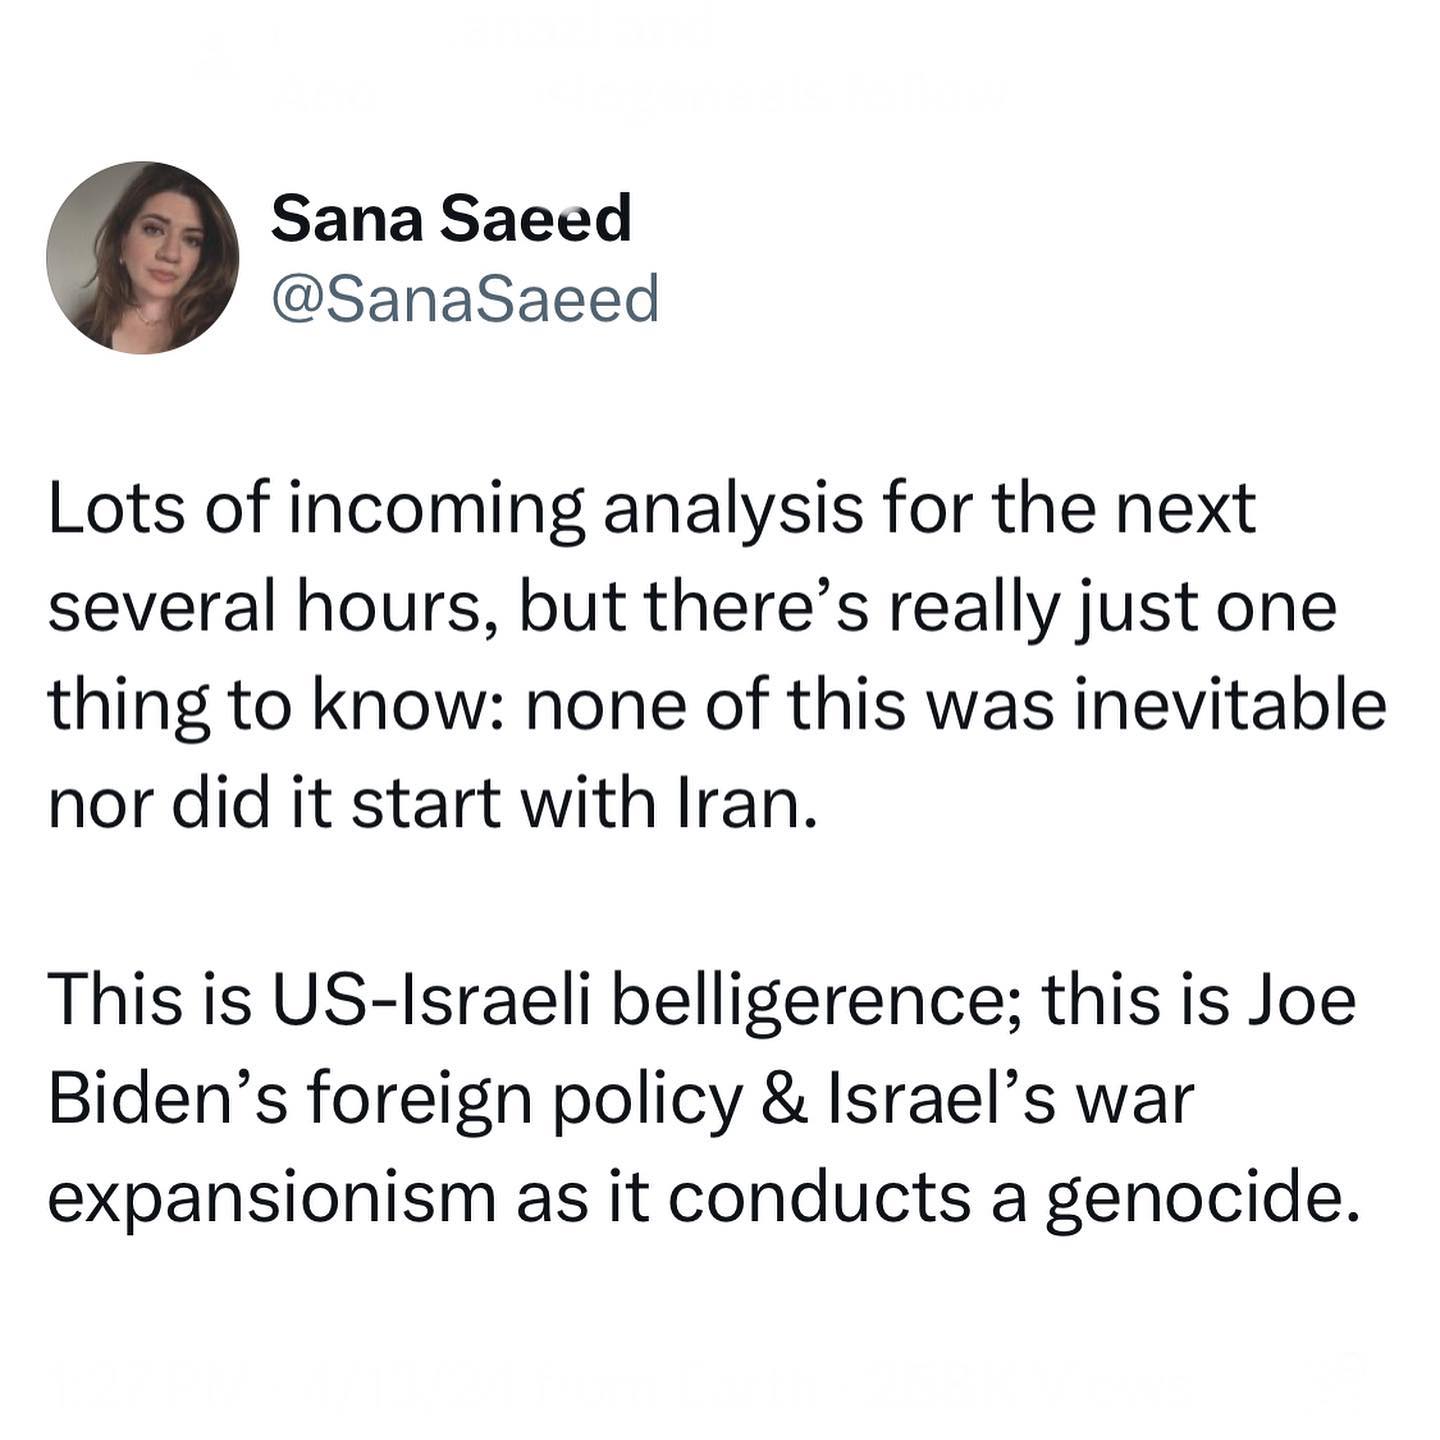 Sana Saeed
@SanaSaeed
Lots of incoming analysis for the next
several hours, but there’s really just one
thing to know: none of this was inevitable
nor did it start with Iran.
This is US-Israeli belligerence; this is Joe
Biden’s foreign policy & Israel’s war
expansionism as it conducts a genocide.